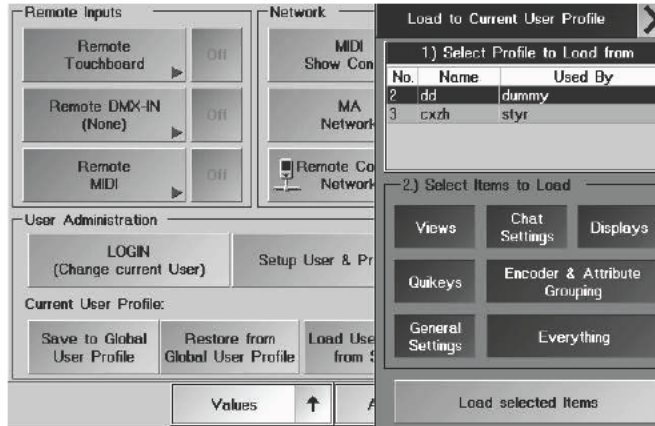 Remote Inputs
Remote
Touchboard
Off
Remote DMX-IN
(None)
Off
Remote
MIDI
Off
Network
MIDI
Show Con
MA
Network
Remote Co
Network
User Administration
LOGIN
(Change current User)
Setup User & Pr
Current User Profile:
Save to Global
User Profile
Restore from
Global User Profile
Load Use
from S
Values
A
Load to Current User Profile
1) Select Profile to Load from
No. Name Used By
2 dd dummy
3 cxzh styr
2.) Select Items to Load
Views
Chat
Settings
Displays
Quikeys
Encoder & Attribute
Grouping
General
Settings
Everything
Load selected Items